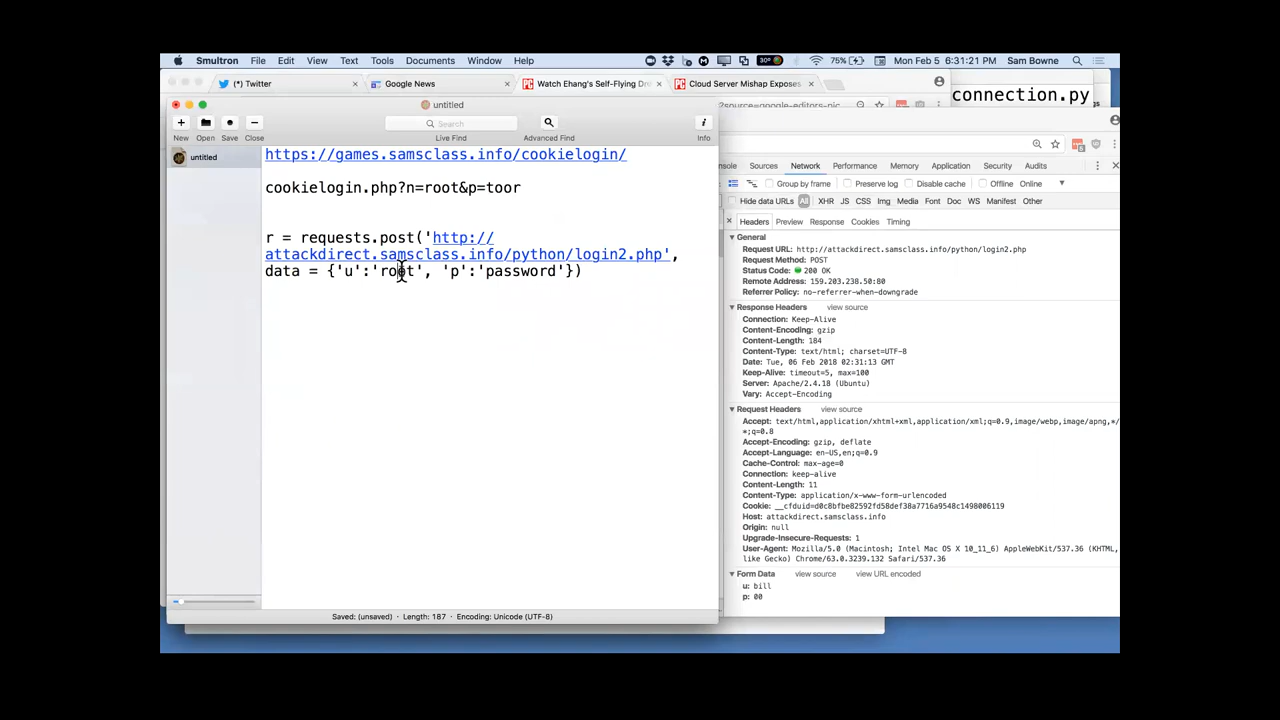 Smultron File Edit View Text Tools Documents Window Help 30° 75% Mon Feb 5 6:31:21 PM Sam Bowne
(*) Twitter × Google News × Watch Ehang's Self-Flying Dr × Cloud Server Mishap Exposes ×
connection.py
untitled
New Open Save Close Search Live Find Advanced Find Info
untitled
https://games.samsclass.info/cookielogin/
cookielogin.php?n=root&p=toor
r = requests.post('http://
attackdirect.samsclass.info/python/login2.php',
data = {'u':'root', 'p':'password'})
Saved: (unsaved) · Length: 187 · Encoding: Unicode (UTF-8)
Sources Network Performance Memory Application Security Audits
Group by frame Preserve log Disable cache Offline Online
Hide data URLs All XHR JS CSS Img Media Font Doc WS Manifest Other
Headers Preview Response Cookies Timing
General
Request URL: http://attackdirect.samsclass.info/python/login2.php
Request Method: POST
Status Code: 200 OK
Remote Address: 159.203.238.50:80
Referrer Policy: no-referrer-when-downgrade
Response Headers view source
Connection: Keep-Alive
Content-Encoding: gzip
Content-Length: 184
Content-Type: text/html; charset=UTF-8
Date: Tue, 06 Feb 2018 02:31:13 GMT
Keep-Alive: timeout=5, max=100
Server: Apache/2.4.18 (Ubuntu)
Vary: Accept-Encoding
Request Headers view source
Accept: text/html,application/xhtml+xml,application/xml;q=0.9,image/webp,image/apng,*/
*;q=0.8
Accept-Encoding: gzip, deflate
Accept-Language: en-US,en;q=0.9
Cache-Control: max-age=0
Connection: keep-alive
Content-Length: 11
Content-Type: application/x-www-form-urlencoded
Cookie: __cfduid=d0c8bfbe82592fd58def38a7716a9548c1498006119
Host: attackdirect.samsclass.info
Origin: null
Upgrade-Insecure-Requests: 1
User-Agent: Mozilla/5.0 (Macintosh; Intel Mac OS X 10_11_6) AppleWebKit/537.36 (KHTML,
like Gecko) Chrome/63.0.3239.132 Safari/537.36
Form Data view source view URL encoded
u: bill
p: 00